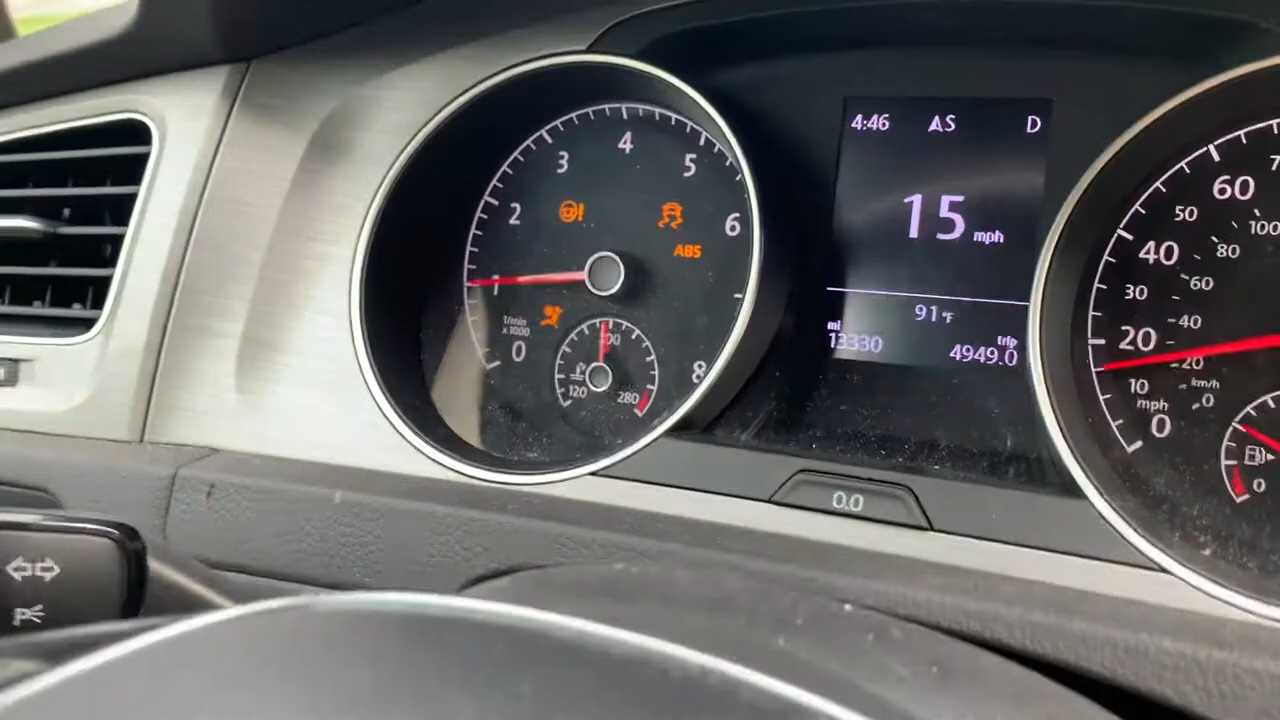 4:46 AS D
15 mph
91°F
mi 13330
trip 4949.0
0
1
2
3
4
5
6
8
1/min
x 1000
ABS
120
280
0.0
0
10
20
30
40
50
60
mph
0
20
40
60
80
100
km/h
0
P